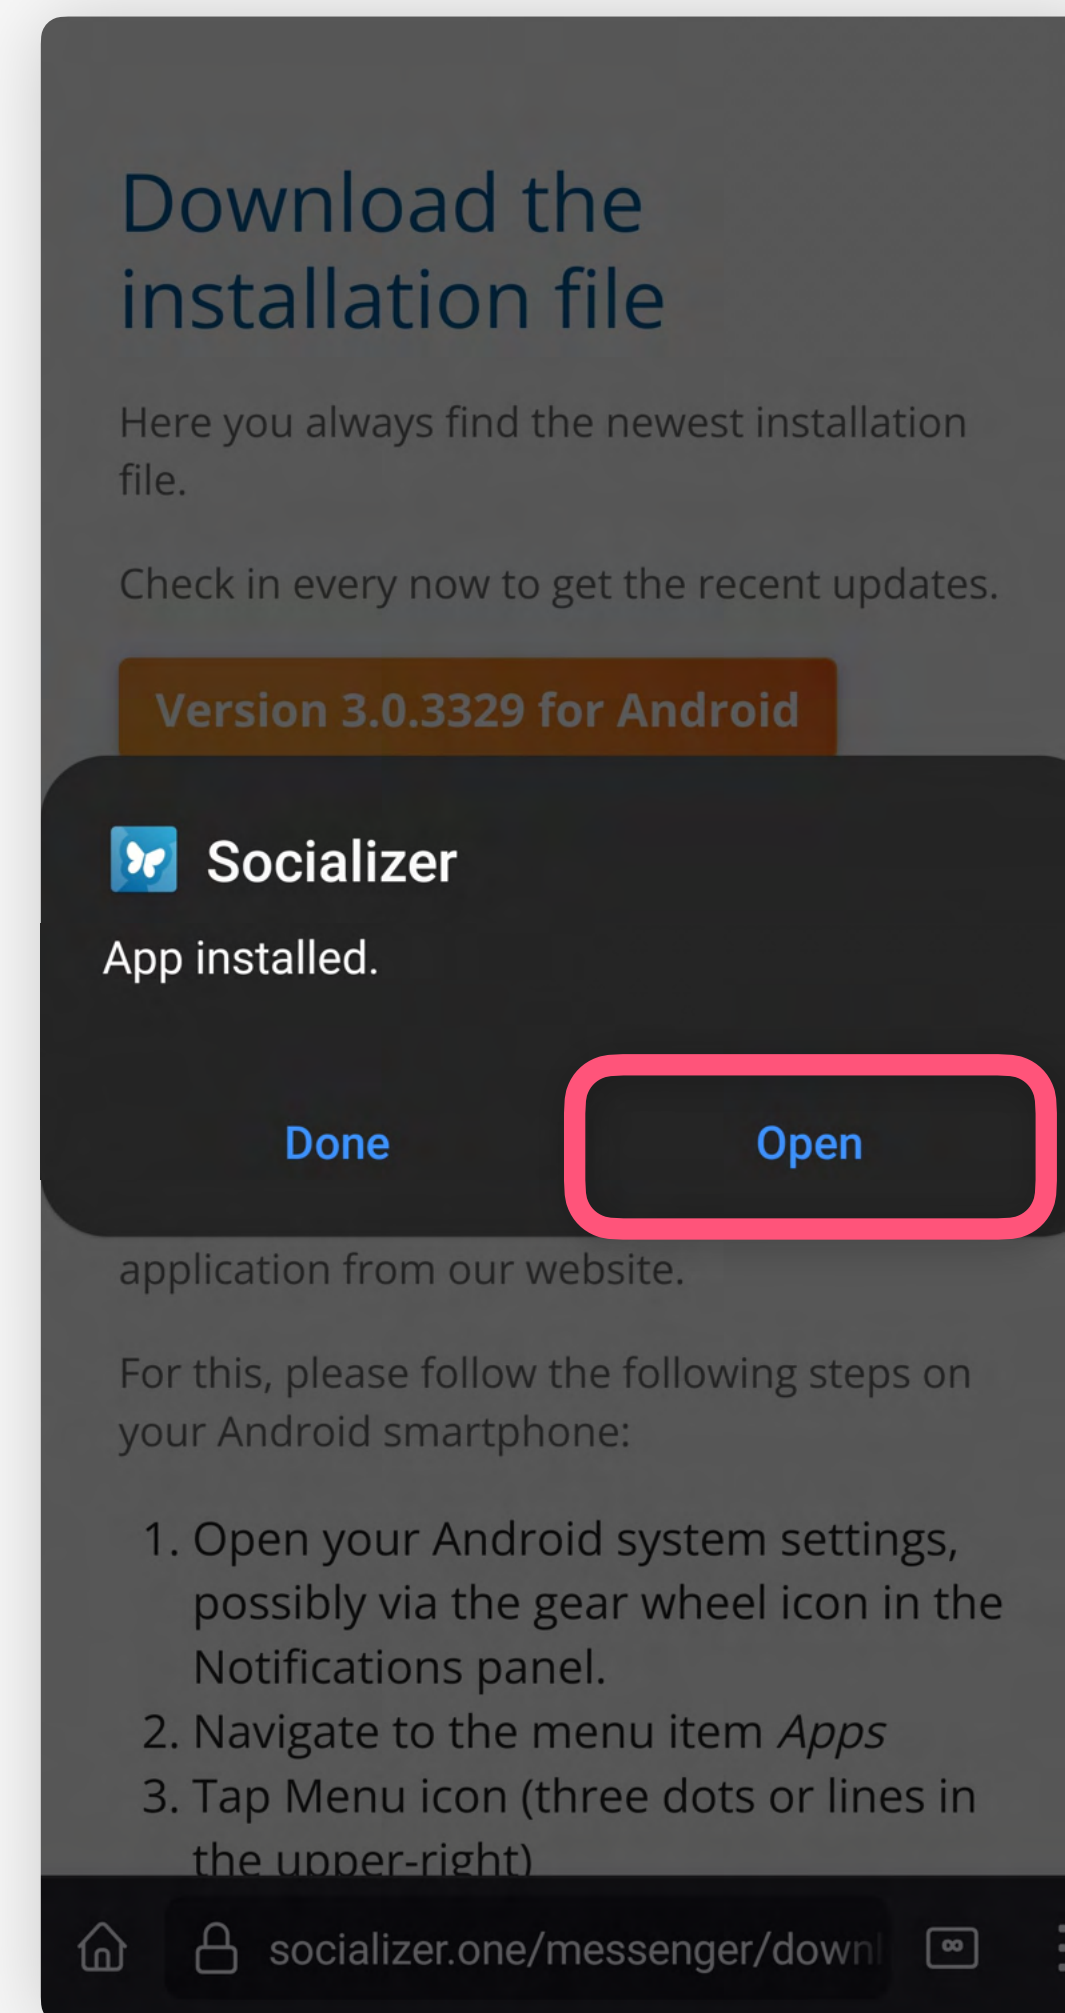 Download the
installation file
Here you always find the newest installation
file.
Check in every now to get the recent updates.
Version 3.0.3329 for Android
Socializer
App installed.
Done
Open
application from our website.
For this, please follow the following steps on
your Android smartphone:
1. Open your Android system settings,
possibly via the gear wheel icon in the
Notifications panel.
2. Navigate to the menu item Apps
3. Tap Menu icon (three dots or lines in
the upper-right)
socializer.one/messenger/downl